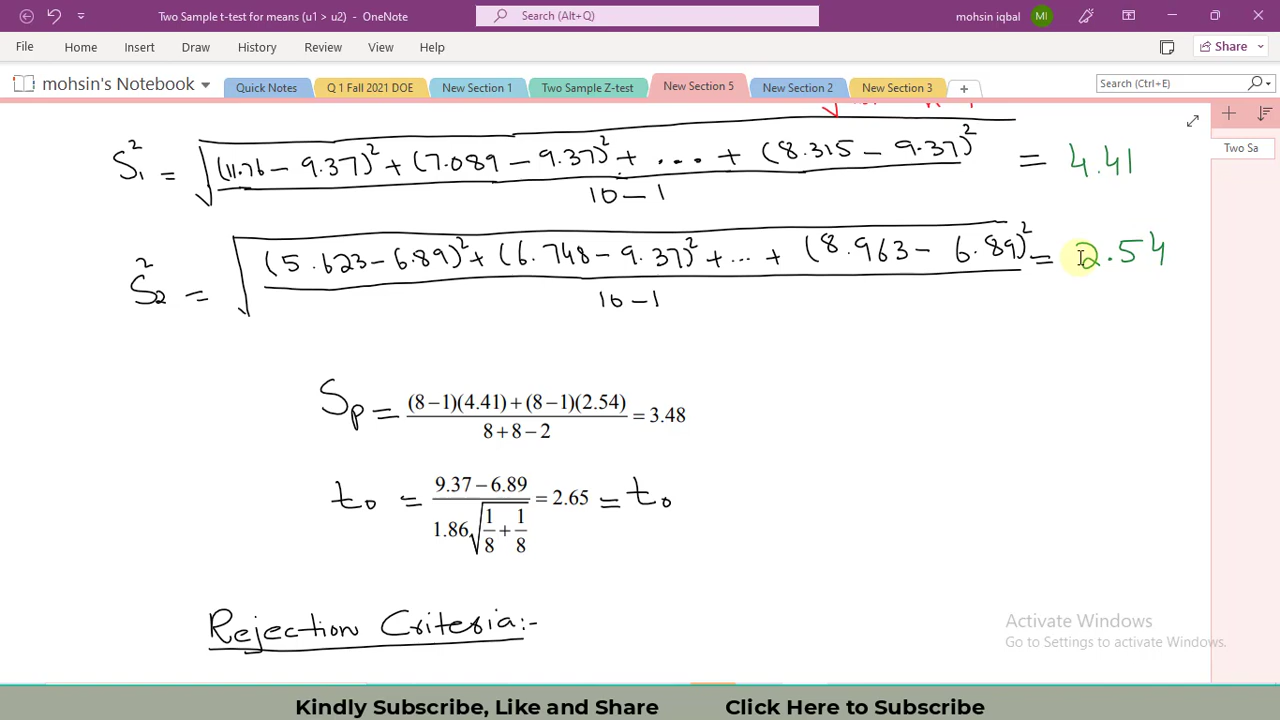 Two Sample t-test for means (u1 > u2) - OneNote
Search (Alt+Q)
mohsin iqbal
MI
File Home Insert Draw History Review View Help
Share
mohsin's Notebook
Quick Notes
Q 1 Fall 2021 DOE
New Section 1
Two Sample Z-test
New Section 5
New Section 2
New Section 3
+
Search (Ctrl+E)
Two Sa
S₁² = √((11.76 − 9.37)² + (7.089 − 9.37)² + ... + (8.315 − 9.37)² / 10 − 1) = 4.41
S₂² = √((5.623 − 6.89)² + (6.748 − 9.37)² + ... + (8.963 − 6.89)² / 10 − 1) = 2.54
Sp = (8−1)(4.41)+(8−1)(2.54) / 8+8−2 = 3.48
t₀ = 9.37−6.89 / 1.86√(1/8 + 1/8) = 2.65 = t₀
Rejection Criteria:-
Activate Windows
Go to Settings to activate Windows.
Kindly Subscribe, Like and Share
Click Here to Subscribe